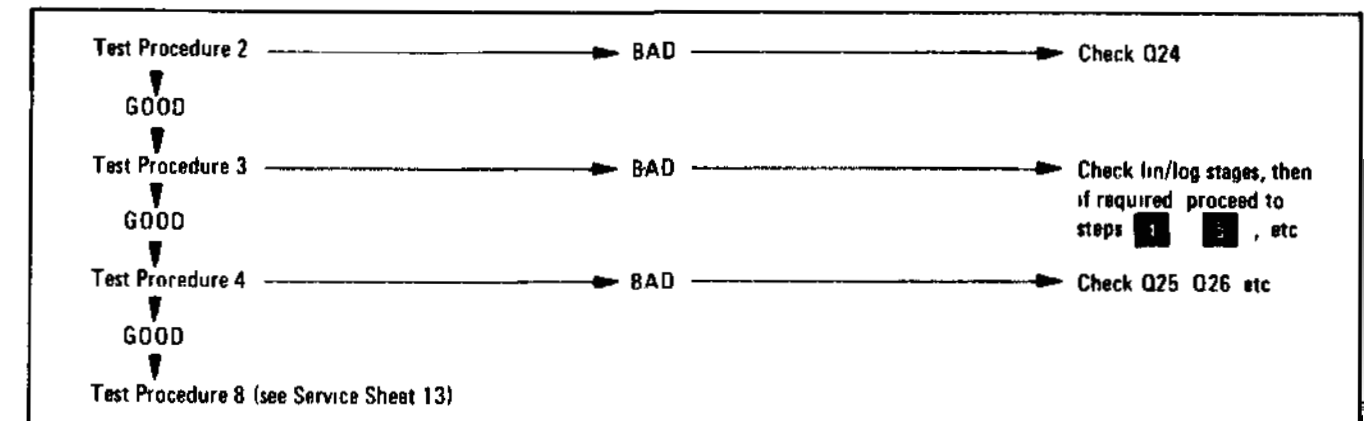 Test Procedure 2 BAD Check Q24
GOOD
Test Procedure 3 BAD Check lin/log stages, then
if required proceed to
GOOD
steps 1 , etc
Test Procedure 4 BAD Check Q25 Q26 etc
GOOD
Test Procedure 8 (see Service Sheet 13)